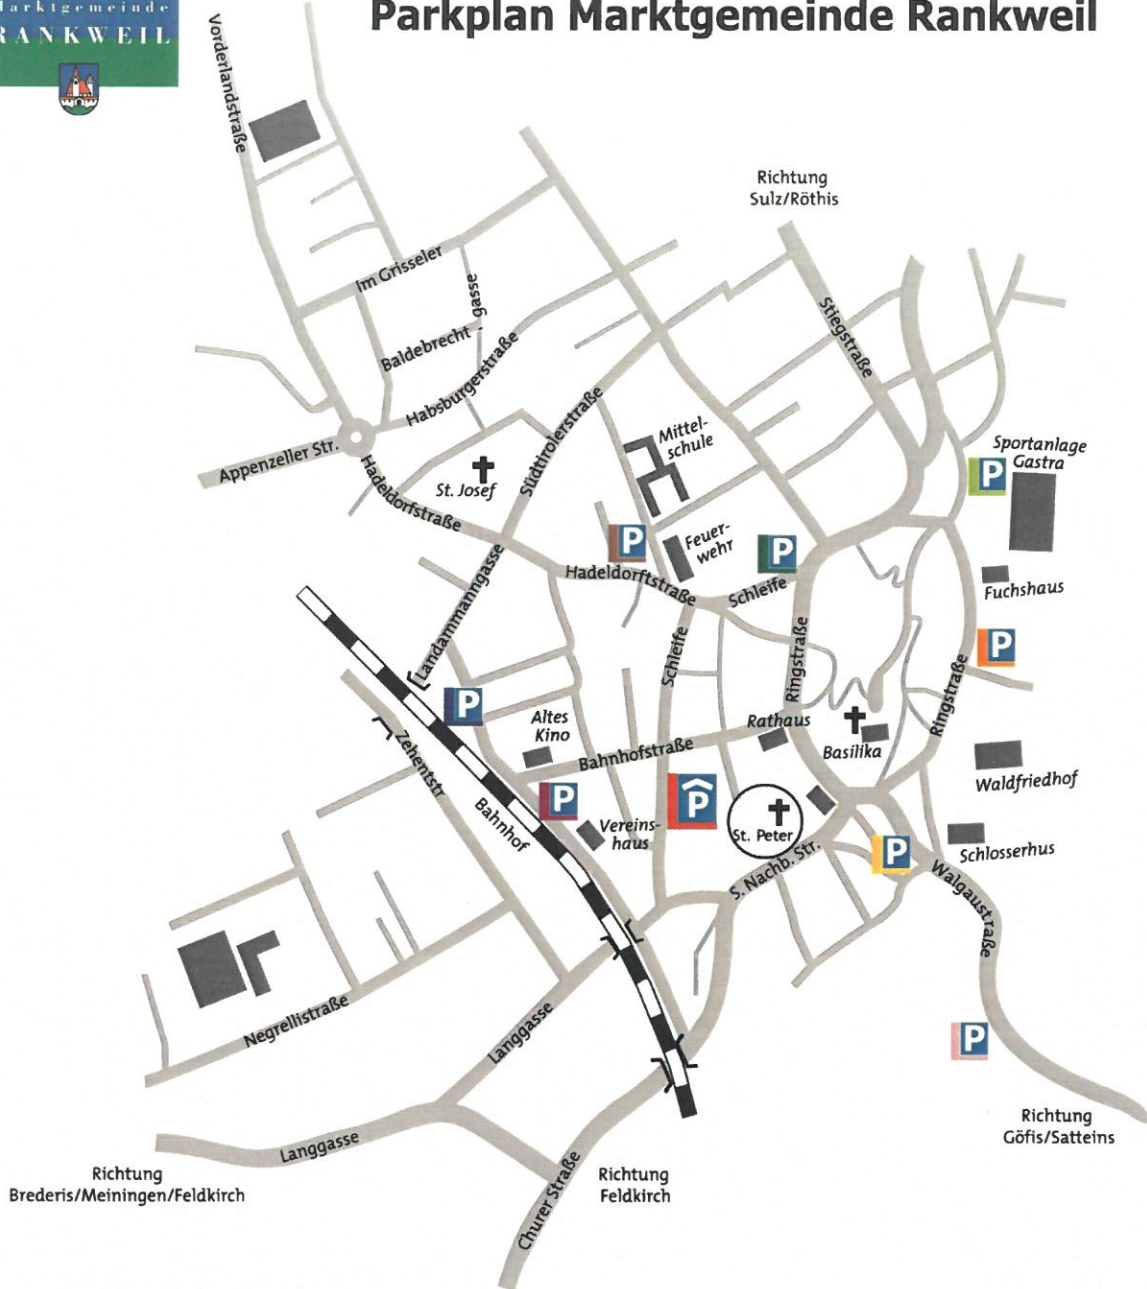 Marktgemeinde
RANKWEIL
Parkplan Marktgemeinde Rankweil
Vorderlandstraße
Richtung
Sulz/Röthis
Im Grisseler
Baldebrecht - gasse
Habsburgerstraße
Stiegstraße
Appenzeller Str.
Hadeldorfstraße
St. Josef
Südtirolerstraße
Mittel-
schule
Sportanlage
Gastra
P
P
Feuer-
wehr
P
Hadeldorftstraße
Schleife
Fuchshaus
Landammanngasse
Schleife
Ringstraße
P
Ringstraße
P
Altes
Kino
Rathaus
Basilika
Bahnhofstraße
Zehentstr
Waldfriedhof
Bahnhof
P
P
Vereins-
haus
St. Peter
S. Nachb. Str.
P
Schlosserhus
Walgaustraße
Negrellistraße
Langgasse
P
Langgasse
Richtung
Göfis/Satteins
Richtung
Brederis/Meiningen/Feldkirch
Churer Straße
Richtung
Feldkirch